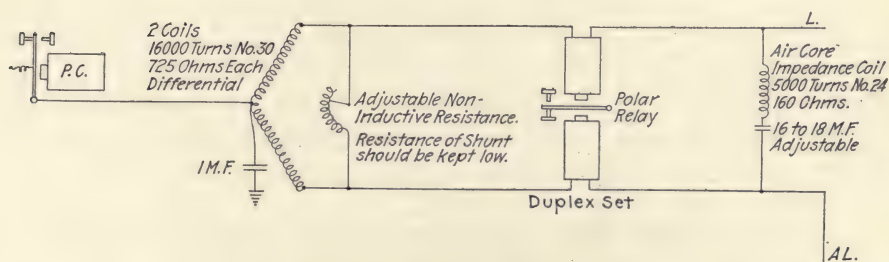 2 Coils
16000 Turns No.30
725 Ohms Each
Differential
P.C.
1 M.F.
Adjustable Non-
Inductive Resistance.
Resistance of Shunt
should be kept low.
Polar
Relay
Duplex Set
L.
Air Core
Impedance Coil
5000 Turns No.24
160 Ohms.
16 to 18 M.F.
Adjustable
AL.